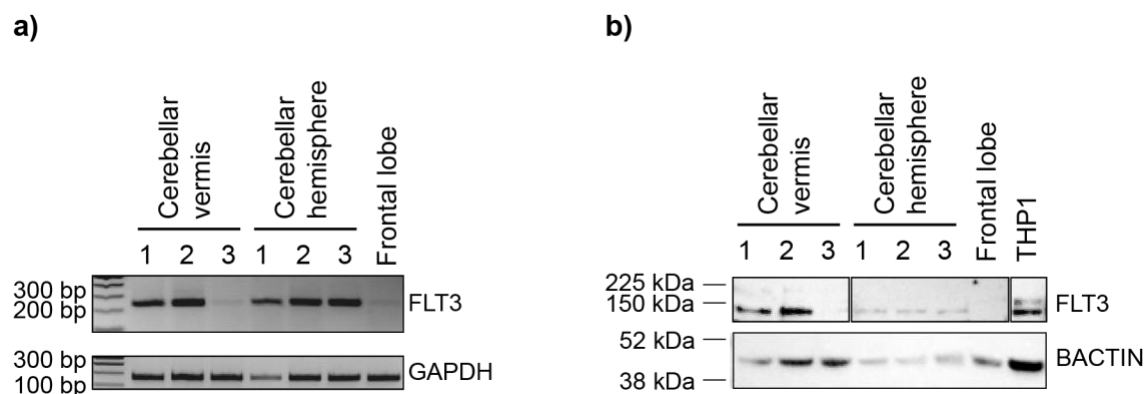 a)
Cerebellar
vermis
Cerebellar
hemisphere
Frontal lobe
1 2 3 1 2 3
300 bp
200 bp
FLT3
300 bp
100 bp
GAPDH
b)
Cerebellar
vermis
Cerebellar
hemisphere
Frontal lobe
THP1
1 2 3 1 2 3
225 kDa
150 kDa
FLT3
52 kDa
38 kDa
BACTIN